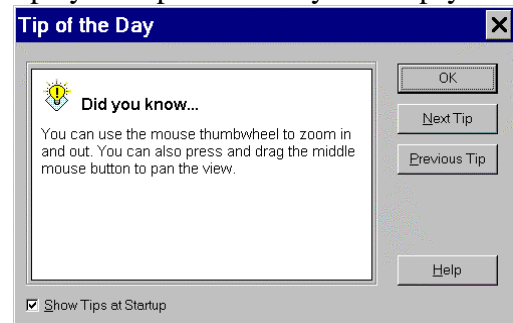 Tip of the Day
Did you know...
You can use the mouse thumbwheel to zoom in
and out. You can also press and drag the middle
mouse button to pan the view.
OK
Next Tip
Previous Tip
Help
Show Tips at Startup